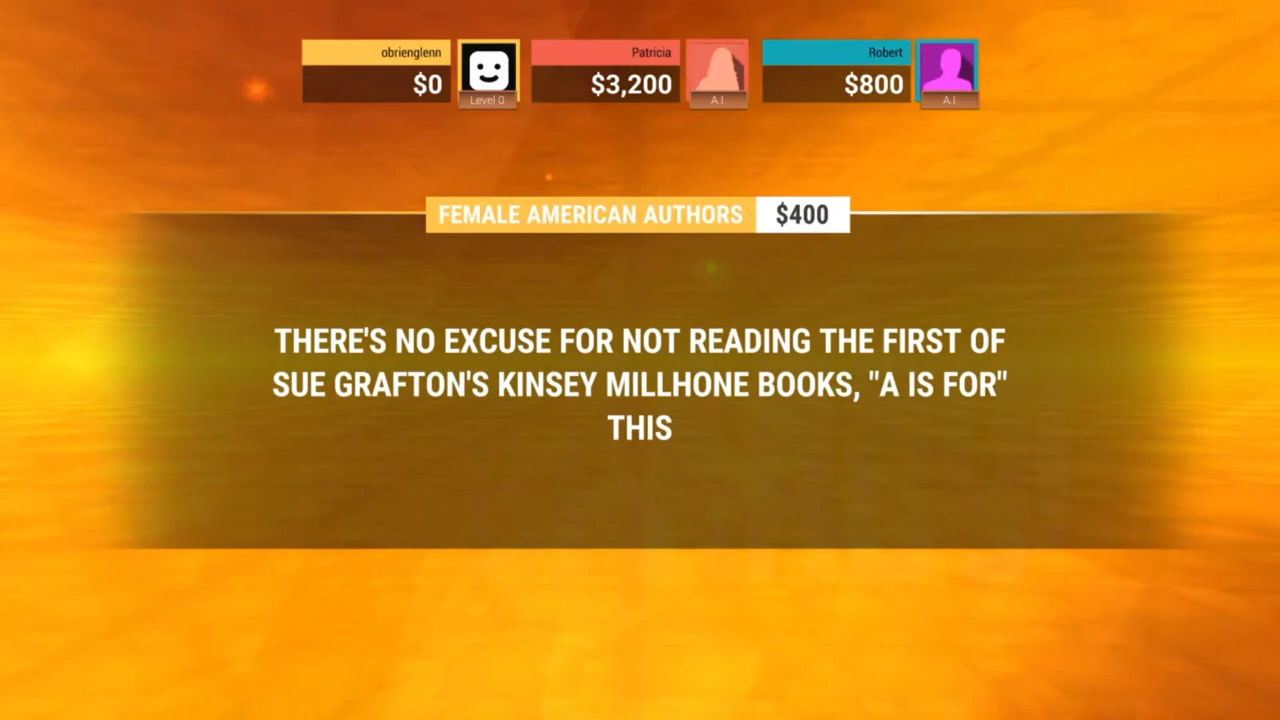 obrienglenn
$0
Level 0
Patricia
$3,200
A.I.
Robert
$800
A.I
FEMALE AMERICAN AUTHORS $400
THERE'S NO EXCUSE FOR NOT READING THE FIRST OF
SUE GRAFTON'S KINSEY MILLHONE BOOKS, "A IS FOR"
THIS